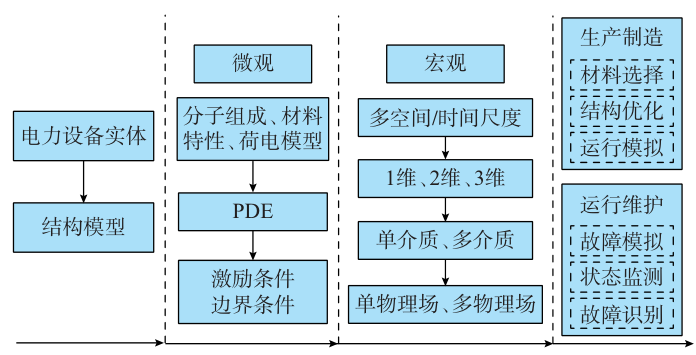 电力设备实体
结构模型
微观
分子组成、材料
特性、荷电模型
PDE
激励条件
边界条件
宏观
多空间/时间尺度
1维、2维、3维
单介质、多介质
单物理场、多物理场
生产制造
材料选择
结构优化
运行模拟
运行维护
故障模拟
状态监测
故障识别